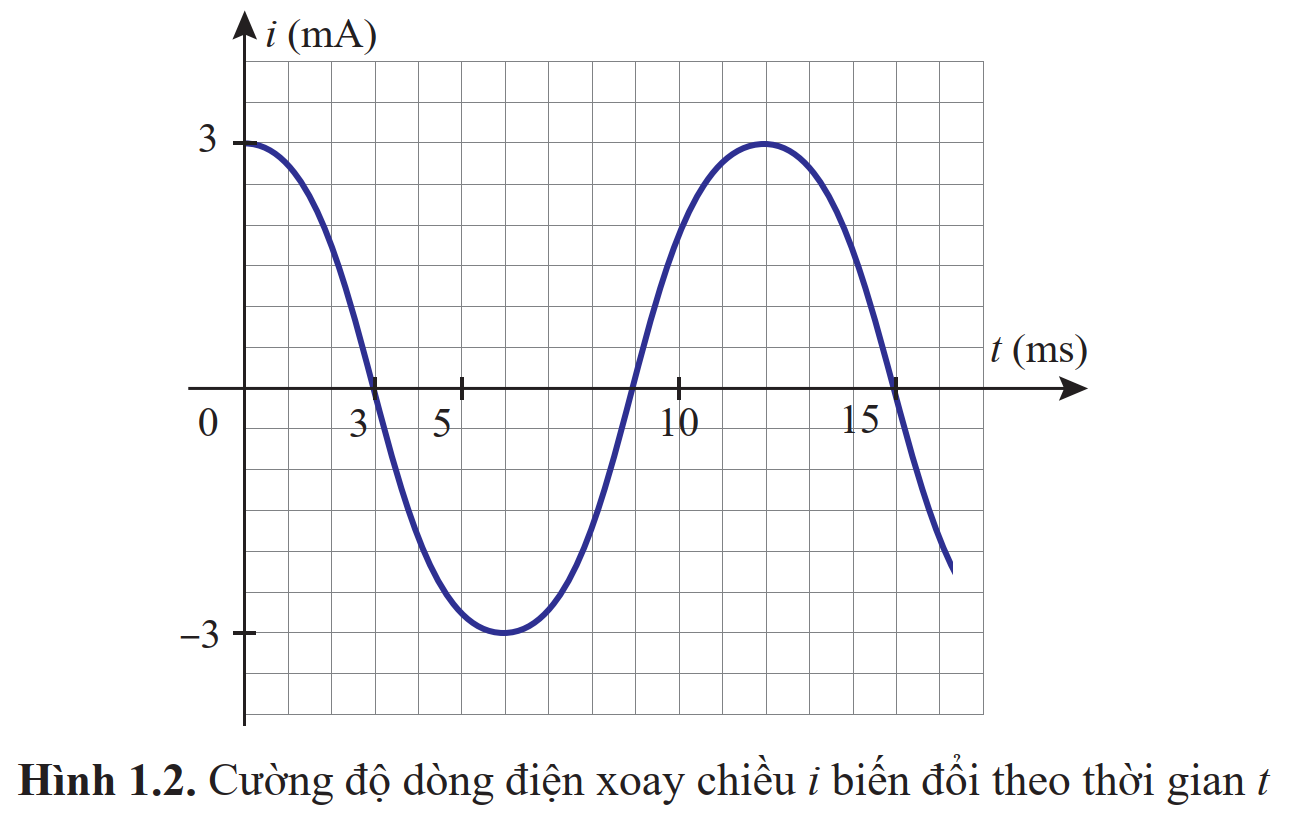 i (mA)
3
t (ms)
0
3
5
10
15
−3
Hình 1.2. Cường độ dòng điện xoay chiều i biến đổi theo thời gian t